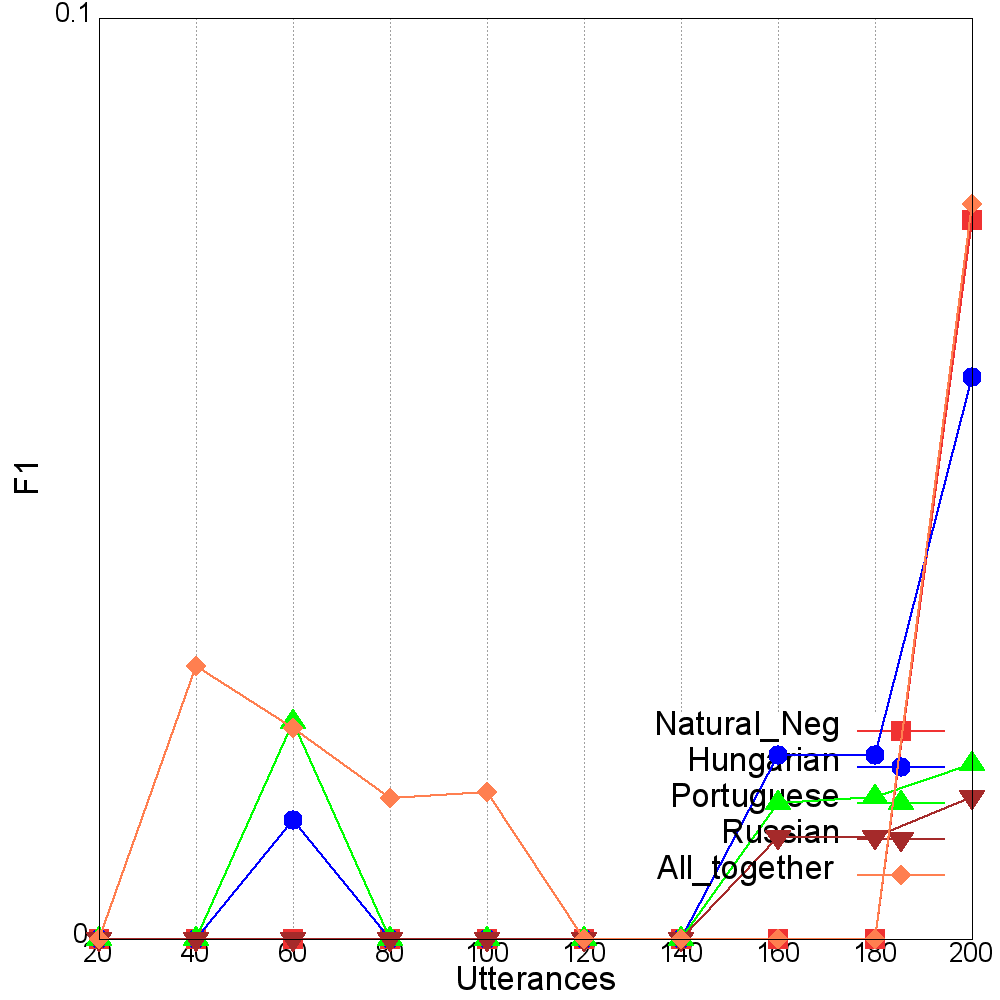 0.1
F1
Natural_Neg
Hungarian
Portuguese
Russian
All_together
0
20 40 60 80 100 120 140 160 180 200
Utterances